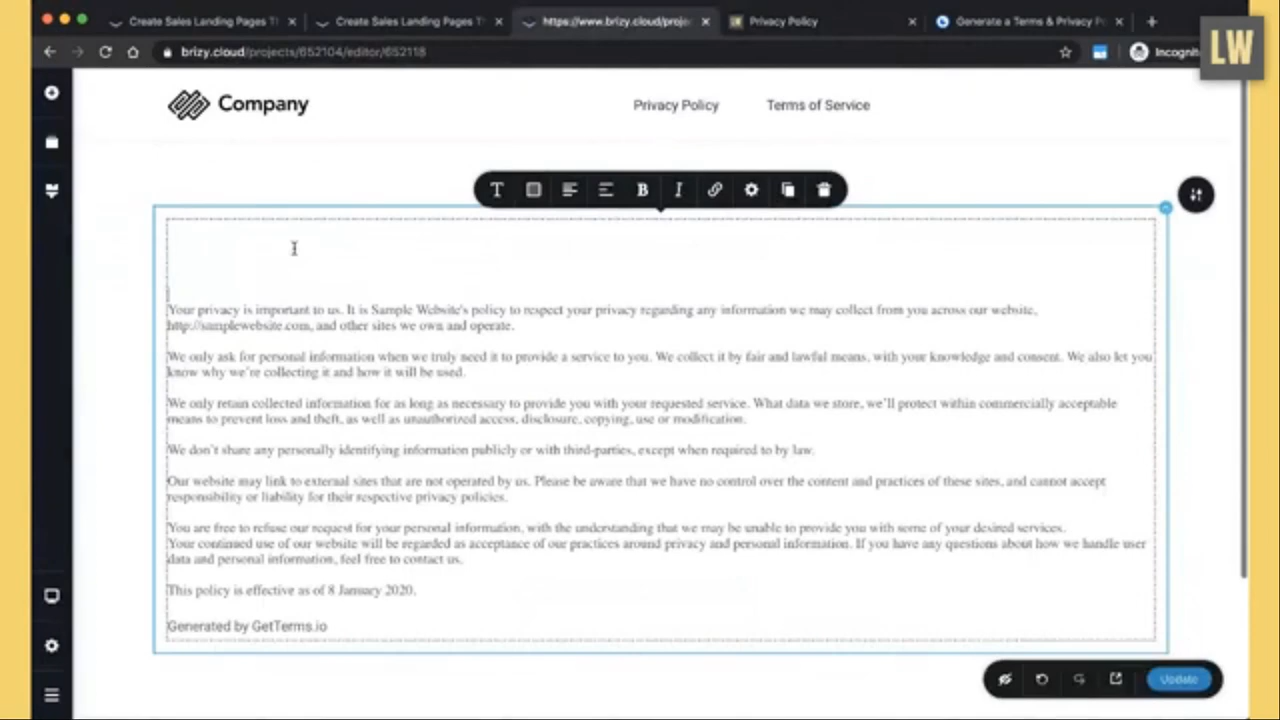 Create Sales Landing Pages T
Create Sales Landing Pages T
https://www.brizy.cloud/proje
Privacy Policy
Generate a Terms & Privacy Po
LW
brizy.cloud/projects/652104/editor/652118
Incognit
Company
Privacy Policy
Terms of Service
T
B
I
Your privacy is important to us. It is Sample Website's policy to respect your privacy regarding any information we may collect from you across our website,
http://samplewebsite.com, and other sites we own and operate.
We only ask for personal information when we truly need it to provide a service to you. We collect it by fair and lawful means, with your knowledge and consent. We also let you
know why we're collecting it and how it will be used.
We only retain collected information for as long as necessary to provide you with your requested service. What data we store, we'll protect within commercially acceptable
means to prevent loss and theft, as well as unauthorized access, disclosure, copying, use or modification.
We don't share any personally identifying information publicly or with third-parties, except when required to by law.
Our website may link to external sites that are not operated by us. Please be aware that we have no control over the content and practices of these sites, and cannot accept
responsibility or liability for their respective privacy policies.
You are free to refuse our request for your personal information, with the understanding that we may be unable to provide you with some of your desired services.
Your continued use of our website will be regarded as acceptance of our practices around privacy and personal information. If you have any questions about how we handle user
data and personal information, feel free to contact us.
This policy is effective as of 8 January 2020.
Generated by GetTerms.io
Update